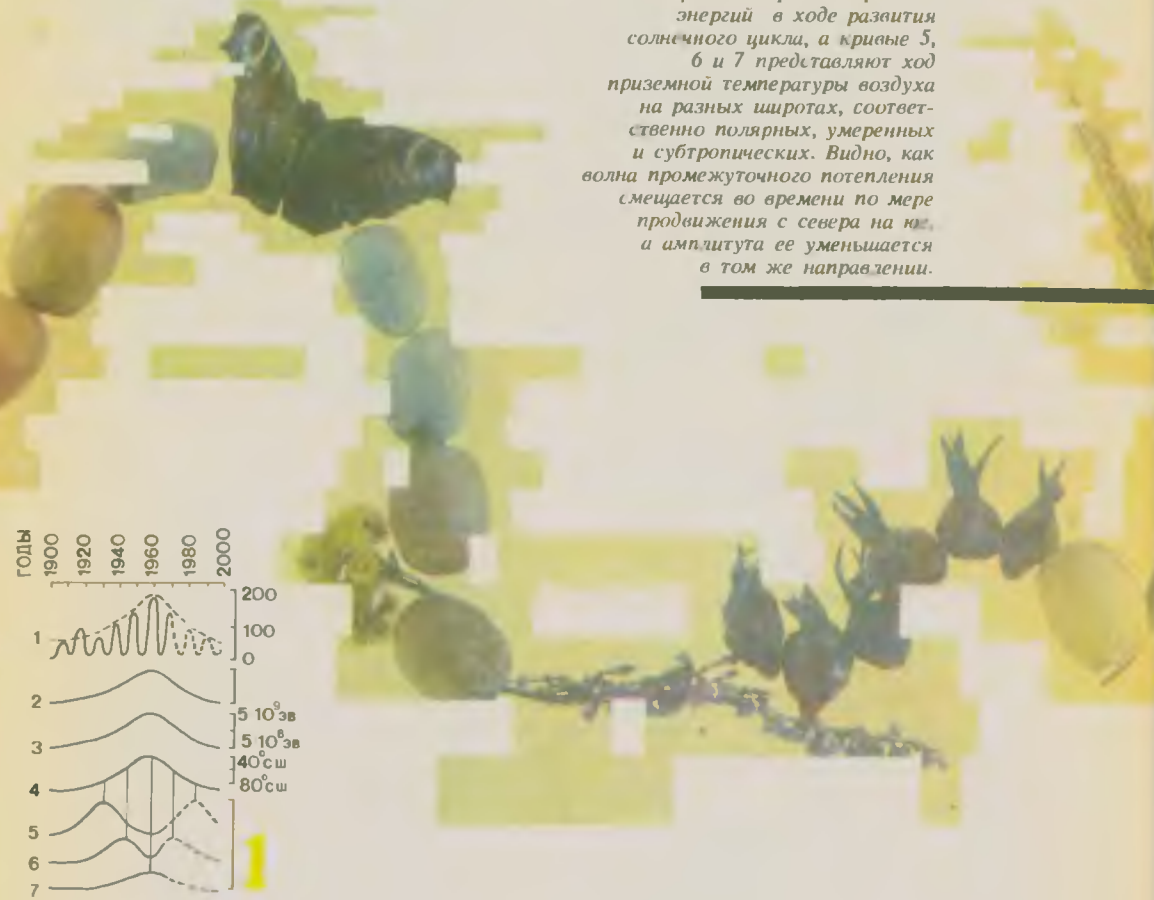 энергий в ходе развития
солнечного цикла, а кривые 5,
6 и 7 представляют ход
приземной температуры воздуха
на разных широтах, соответ-
ственно полярных, умеренных
и субтропических. Видно, как
волна промежуточного потепления
смещается во времени по мере
продвижения с севера на
а амплитута ее уменьшается
в том же направлении.
ГОДЫ 1900 1920 1940 1960 1980 2000
200
1 100
0
2
5 10⁹эв
3 5 10⁸эв
40°сш
4 80°сш
5
6
7
1